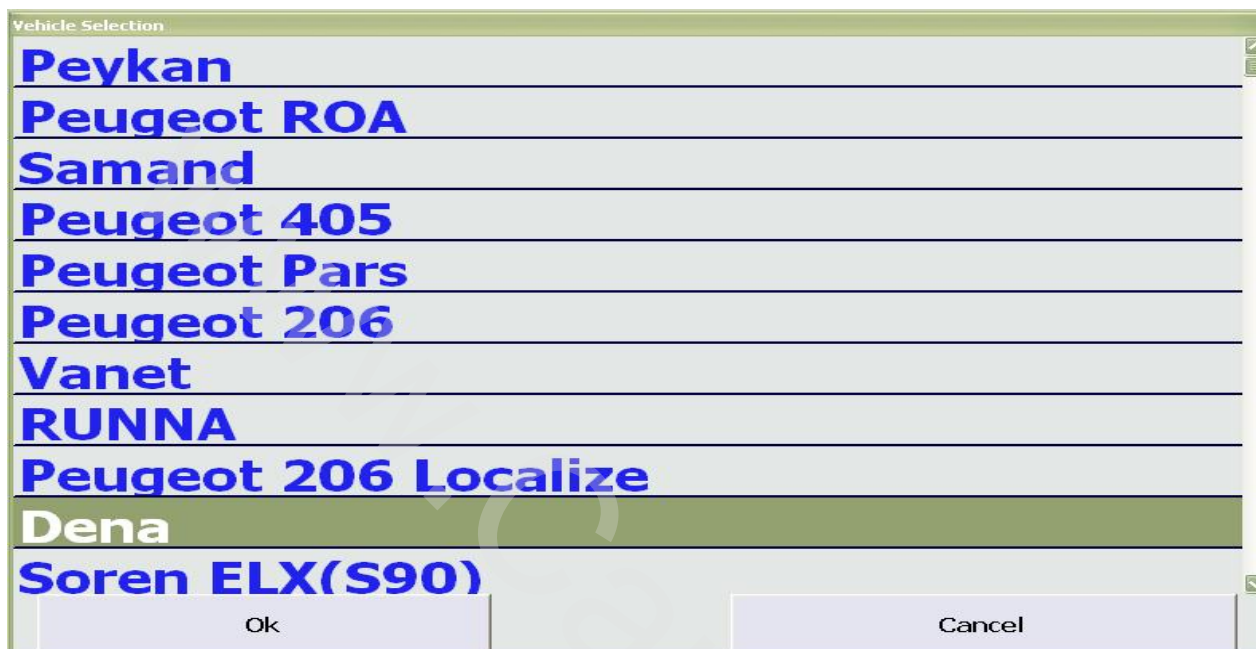 Vehicle Selection
Peykan
Peugeot ROA
Samand
Peugeot 405
Peugeot Pars
Peugeot 206
Vanet
RUNNA
Peugeot 206 Localize
Dena
Soren ELX(S90)
Ok
Cancel